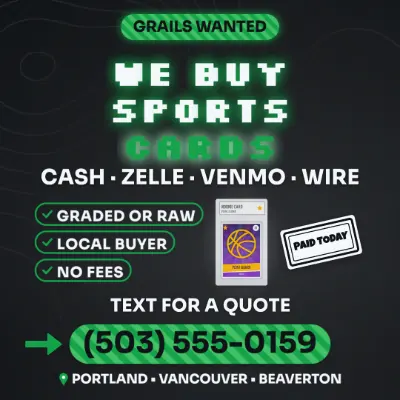 GRAILS WANTED
WE BUY
SPORTS
CARDS
CASH · ZELLE · VENMO · WIRE
GRADED OR RAW
LOCAL BUYER
NO FEES
PAID TODAY
TEXT FOR A QUOTE
(503) 555-0159
PORTLAND • VANCOUVER • BEAVERTON